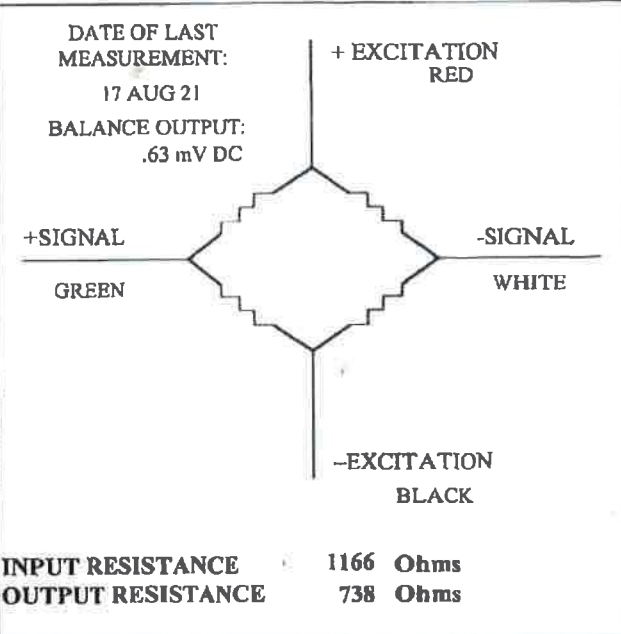 DATE OF LAST
MEASUREMENT:
17 AUG 21
BALANCE OUTPUT:
.63 mV DC
+ EXCITATION
RED
+SIGNAL
GREEN
-SIGNAL
WHITE
–EXCITATION
BLACK
INPUT RESISTANCE 1166 Ohms
OUTPUT RESISTANCE 738 Ohms